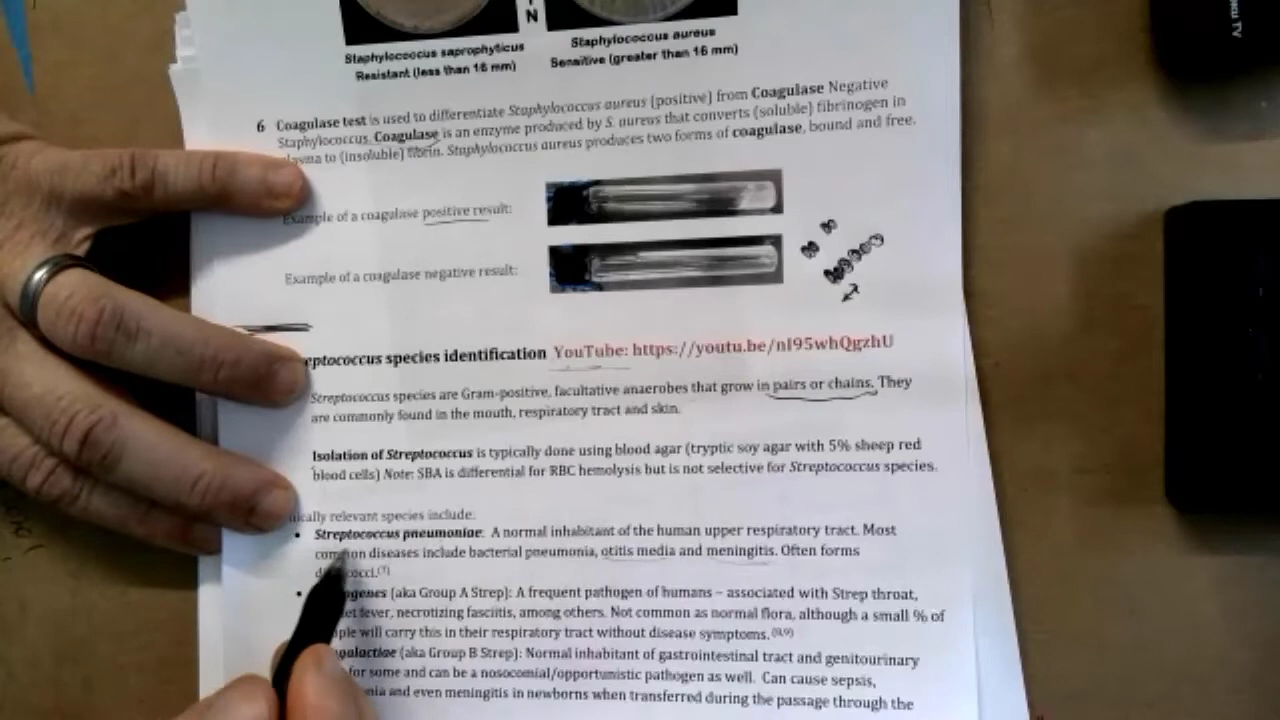 T
N
Staphylococcus saprophyticus
Resistant (less than 16 mm)
Staphylococcus aureus
Sensitive (greater than 16 mm)
6 Coagulase test is used to differentiate Staphylococcus aureus (positive) from Coagulase Negative
Staphylococcus. Coagulase is an enzyme produced by S. aureus that converts (soluble) fibrinogen in
plasma to (insoluble) fibrin. Staphylococcus aureus produces two forms of coagulase, bound and free.
Example of a coagulase positive result:
Example of a coagulase negative result:
eptococcus species identification YouTube: https://youtu.be/nI95whQgzhU
Streptococcus species are Gram-positive, facultative anaerobes that grow in pairs or chains. They
are commonly found in the mouth, respiratory tract and skin.
Isolation of Streptococcus is typically done using blood agar (tryptic soy agar with 5% sheep red
blood cells) Note: SBA is differential for RBC hemolysis but is not selective for Streptococcus species.
ically relevant species include:
• Streptococcus pneumoniae: A normal inhabitant of the human upper respiratory tract. Most
common diseases include bacterial pneumonia, otitis media and meningitis. Often forms
cocci.(7)
• genes (aka Group A Strep): A frequent pathogen of humans – associated with Strep throat,
et fever, necrotizing fasciitis, among others. Not common as normal flora, although a small % of
ple will carry this in their respiratory tract without disease symptoms.(8,9)
galactiae (aka Group B Strep): Normal inhabitant of gastrointestinal tract and genitourinary
for some and can be a nosocomial/opportunistic pathogen as well. Can cause sepsis,
nia and even meningitis in newborns when transferred during the passage through the